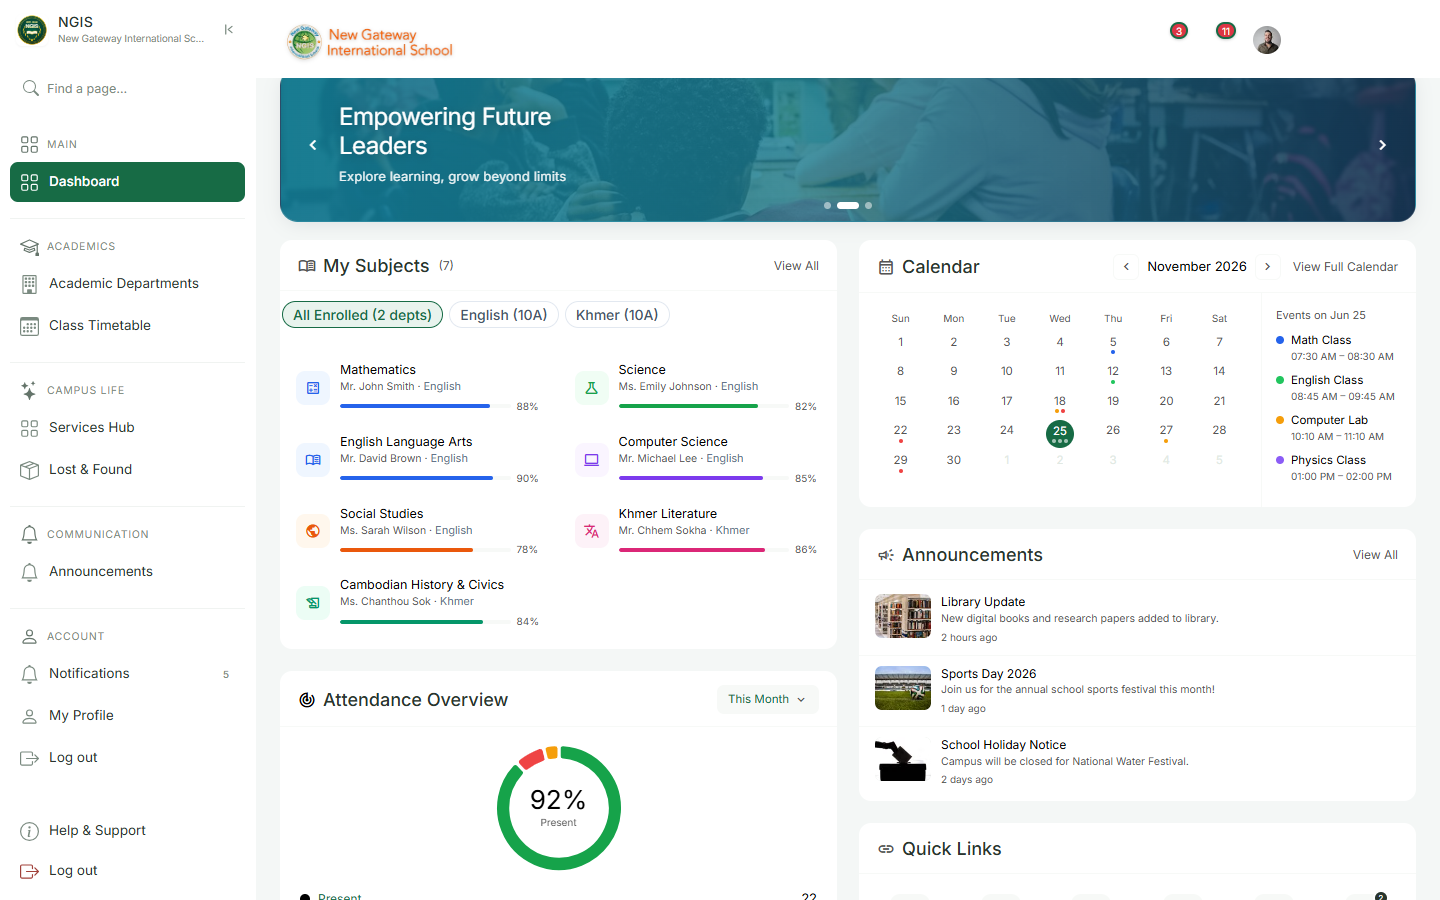 NGIS
New Gateway International Sc...
Find a page...
MAIN
Dashboard
ACADEMICS
Academic Departments
Class Timetable
CAMPUS LIFE
Services Hub
Lost & Found
COMMUNICATION
Announcements
ACCOUNT
Notifications 5
My Profile
Log out
Help & Support
Log out
New Gateway
International School
3
11
Empowering Future
Leaders
Explore learning, grow beyond limits
My Subjects (7)
View All
All Enrolled (2 depts)
English (10A)
Khmer (10A)
Mathematics
Mr. John Smith · English
88%
Science
Ms. Emily Johnson · English
82%
English Language Arts
Mr. David Brown · English
90%
Computer Science
Mr. Michael Lee · English
85%
Social Studies
Ms. Sarah Wilson · English
78%
Khmer Literature
Mr. Chhem Sokha · Khmer
86%
Cambodian History & Civics
Ms. Chanthou Sok · Khmer
84%
Attendance Overview
This Month
92%
Present
Present 22
Calendar
November 2026
View Full Calendar
Sun Mon Tue Wed Thu Fri Sat
1 2 3 4 5 6 7
8 9 10 11 12 13 14
15 16 17 18 19 20 21
22 23 24 25 26 27 28
29 30 1 2 3 4 5
Events on Jun 25
Math Class
07:30 AM – 08:30 AM
English Class
08:45 AM – 09:45 AM
Computer Lab
10:10 AM – 11:10 AM
Physics Class
01:00 PM – 02:00 PM
Announcements
View All
Library Update
New digital books and research papers added to library.
2 hours ago
Sports Day 2026
Join us for the annual school sports festival this month!
1 day ago
School Holiday Notice
Campus will be closed for National Water Festival.
2 days ago
Quick Links
2